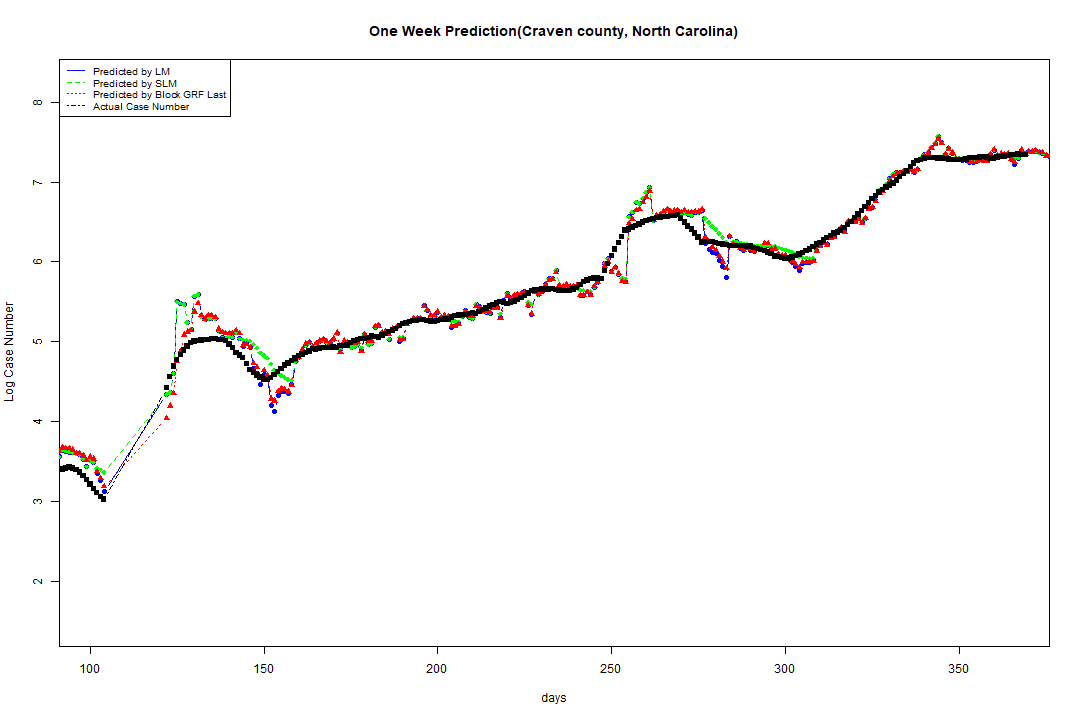 One Week Prediction(Craven county, North Carolina)
Predicted by LM
Predicted by SLM
Predicted by Block GRF Last
Actual Case Number
8
7
6
5
4
3
2
Log Case Number
100 150 200 250 300 350
days